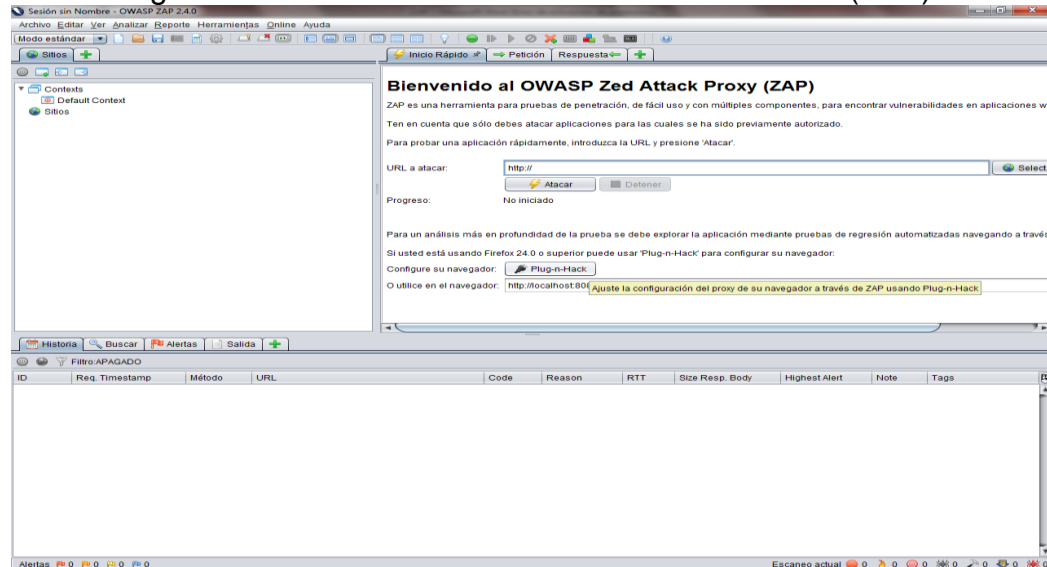 Sesión sin Nombre - OWASP ZAP 2.4.0
Archivo Editar Ver Analizar Reporte Herramientas Online Ayuda
Modo estándar
Sitios
Inicio Rápido Petición Respuesta
Contexts
Default Context
Sitios
Bienvenido al OWASP Zed Attack Proxy (ZAP)
ZAP es una herramienta para pruebas de penetración, de fácil uso y con múltiples componentes, para encontrar vulnerabilidades en aplicaciones w
Ten en cuenta que sólo debes atacar aplicaciones para las cuales se ha sido previamente autorizado.
Para probar una aplicación rápidamente, introduzca la URL y presione 'Atacar'.
URL a atacar: http:// Select
Atacar Detener
Progreso: No iniciado
Para un análisis más en profundidad de la prueba se debe explorar la aplicación mediante pruebas de regresión automatizadas navegando a través
Si usted está usando Firefox 24.0 o superior puede usar 'Plug-n-Hack' para configurar su navegador:
Configure su navegador: Plug-n-Hack
O utilice en el navegador: http://localhost:80
Ajuste la configuración del proxy de su navegador a través de ZAP usando Plug-n-Hack
Historia Buscar Alertas Salida
Filtro:APAGADO
ID Req. Timestamp Método URL Code Reason RTT Size Resp. Body Highest Alert Note Tags
Alertas 0 0 0 0 Escaneo actual 0 0 0 0 0 0 0